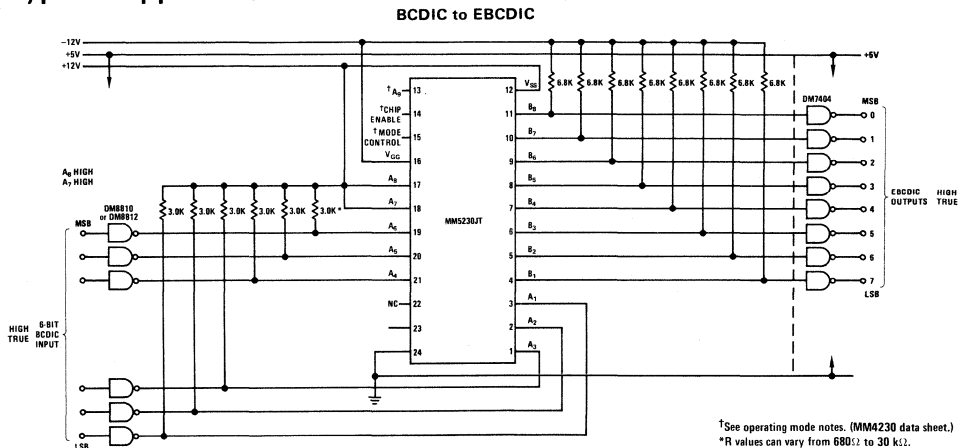 BCDIC to EBCDIC
–12V
+5V
+12V
+5V
†A9 13
†CHIP ENABLE 14
†MODE CONTROL 15
VGG 16
A8 17
A7 18
A6 19
A5 20
A4 21
NC 22
23
24
MM5230JT
VSS 12
B8 11
B7 10
B6 9
B5 8
B4 7
B3 6
B2 5
B1 4
A1 3
A2 2
A3 1
6.8K 6.8K 6.8K 6.8K 6.8K 6.8K 6.8K 6.8K
DM7404
MSB
0
1
2
3
4
5
6
7
LSB
EBCDIC OUTPUTS
HIGH TRUE
A8 HIGH
A7 HIGH
DM8810
or DM8812
MSB
3.0K 3.0K 3.0K 3.0K 3.0K 3.0K*
HIGH TRUE
6-BIT BCDIC INPUT
LSB
†See operating mode notes. (MM4230 data sheet.)
*R values can vary from 680Ω to 30 kΩ.